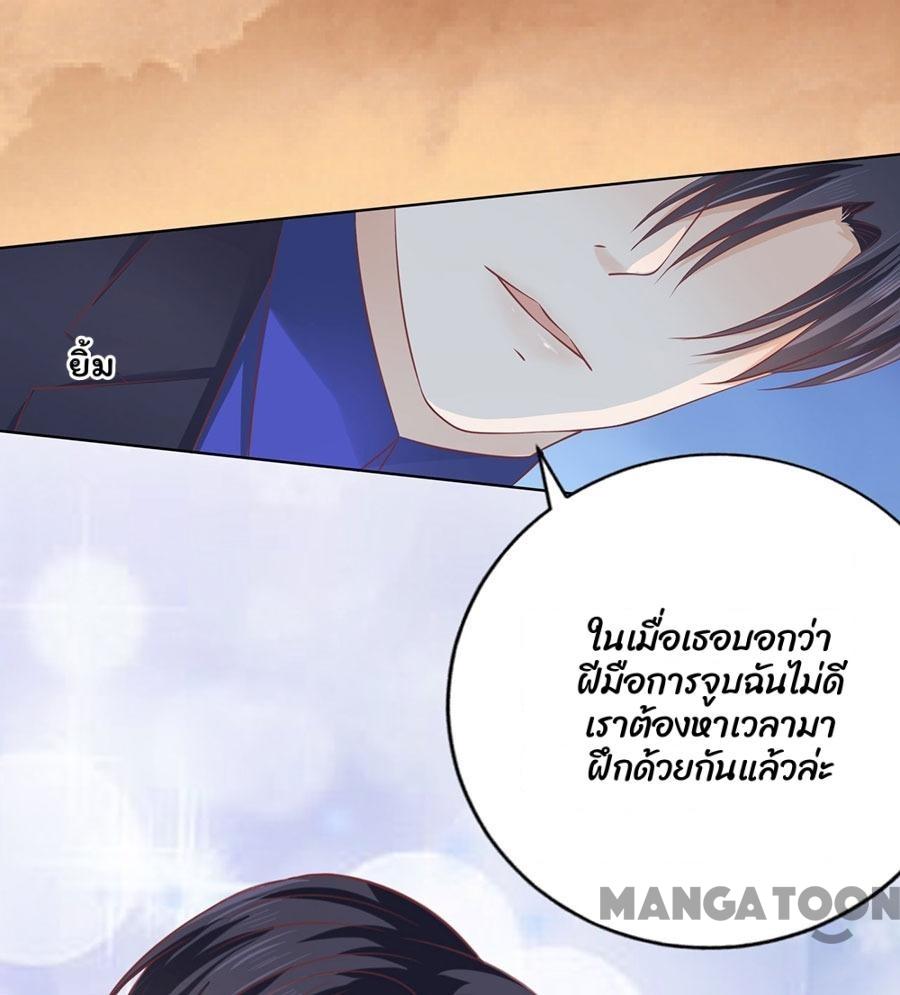 ยิ้ม
ในเมื่อเธอบอกว่า
ฝีมือการจูบฉันไม่ดี
เราต้องหาเวลามา
ฝึกด้วยกันแล้วล่ะ
MANGATOON